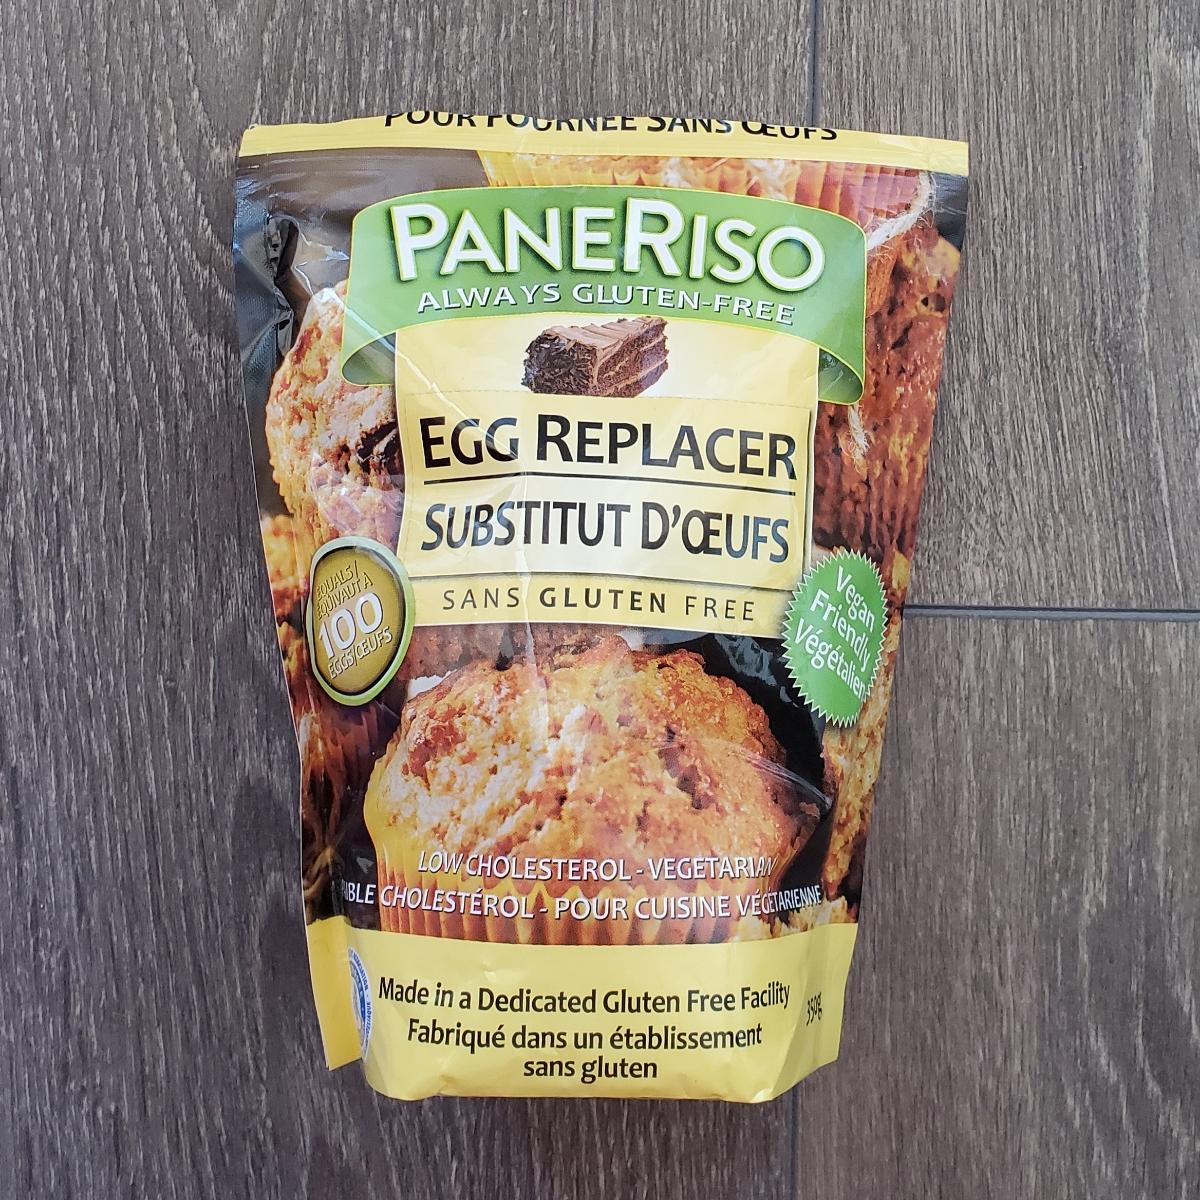 POUR FOURNÉE SANS ŒUFS
PANERISO
ALWAYS GLUTEN-FREE
EGG REPLACER
SUBSTITUT D'ŒUFS
SANS GLUTEN FREE
EQUALS/
ÉQUIVAUT À
100
EGGS/ŒUFS
Vegan
Friendly
Végétalien
LOW CHOLESTEROL - VEGETARIAN
IBLE CHOLESTÉROL - POUR CUISINE VÉGÉTARIENNE
Made in a Dedicated Gluten Free Facility
350g
Fabriqué dans un établissement
sans gluten